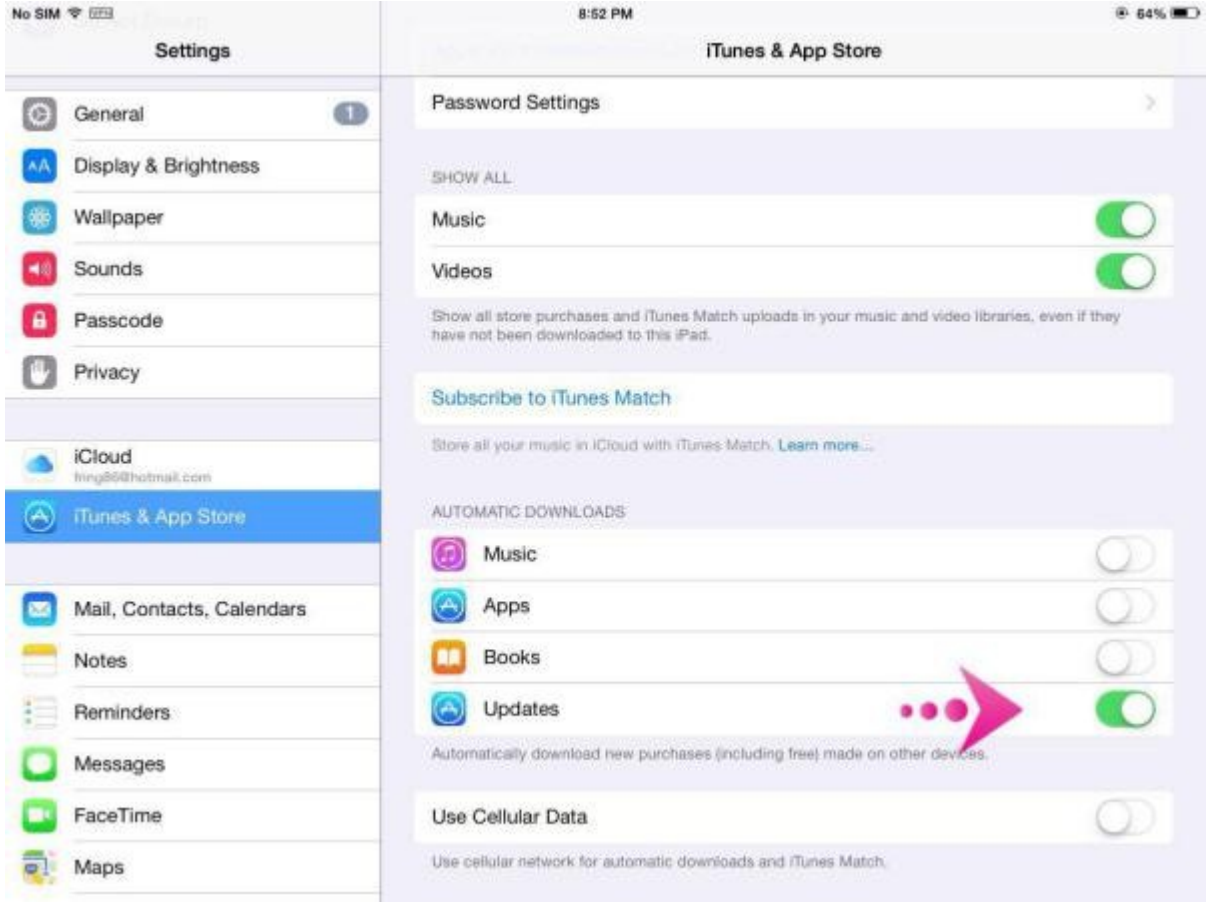 No SIM VPN 8:52 PM 64%
Settings
General 1
Display & Brightness
Wallpaper
Sounds
Passcode
Privacy
iCloud
iTunes & App Store
Mail, Contacts, Calendars
Notes
Reminders
Messages
FaceTime
Maps
iTunes & App Store
Password Settings
SHOW ALL
Music
Videos
Show all store purchases and iTunes Match uploads in your music and video libraries, even if they
have not been downloaded to this iPad.
Subscribe to iTunes Match
Store all your music in iCloud with iTunes Match. Learn more...
AUTOMATIC DOWNLOADS
Music
Apps
Books
Updates
Automatically download new purchases (including free) made on other devices.
Use Cellular Data
Use cellular network for automatic downloads and iTunes Match.